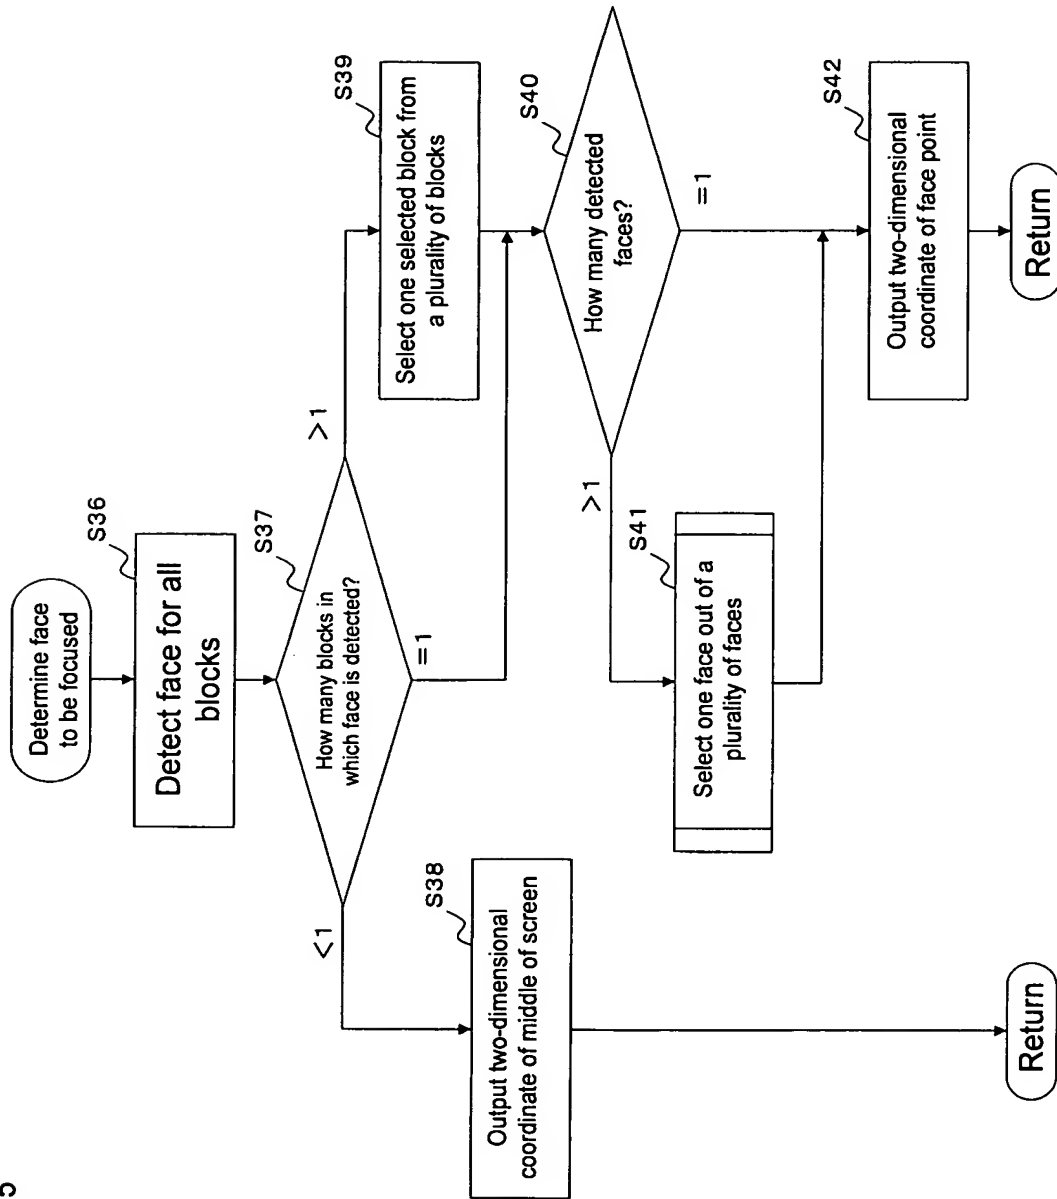 5
Determine face
to be focused
S36
Detect face for all
blocks
S37
How many blocks in
which face is detected?
<1
=1
>1
S38
Output two-dimensional
coordinate of middle of screen
S39
Select one selected block from
a plurality of blocks
S40
How many detected
faces?
>1
=1
S41
Select one face out of a
plurality of faces
S42
Output two-dimensional
coordinate of face point
Return
Return